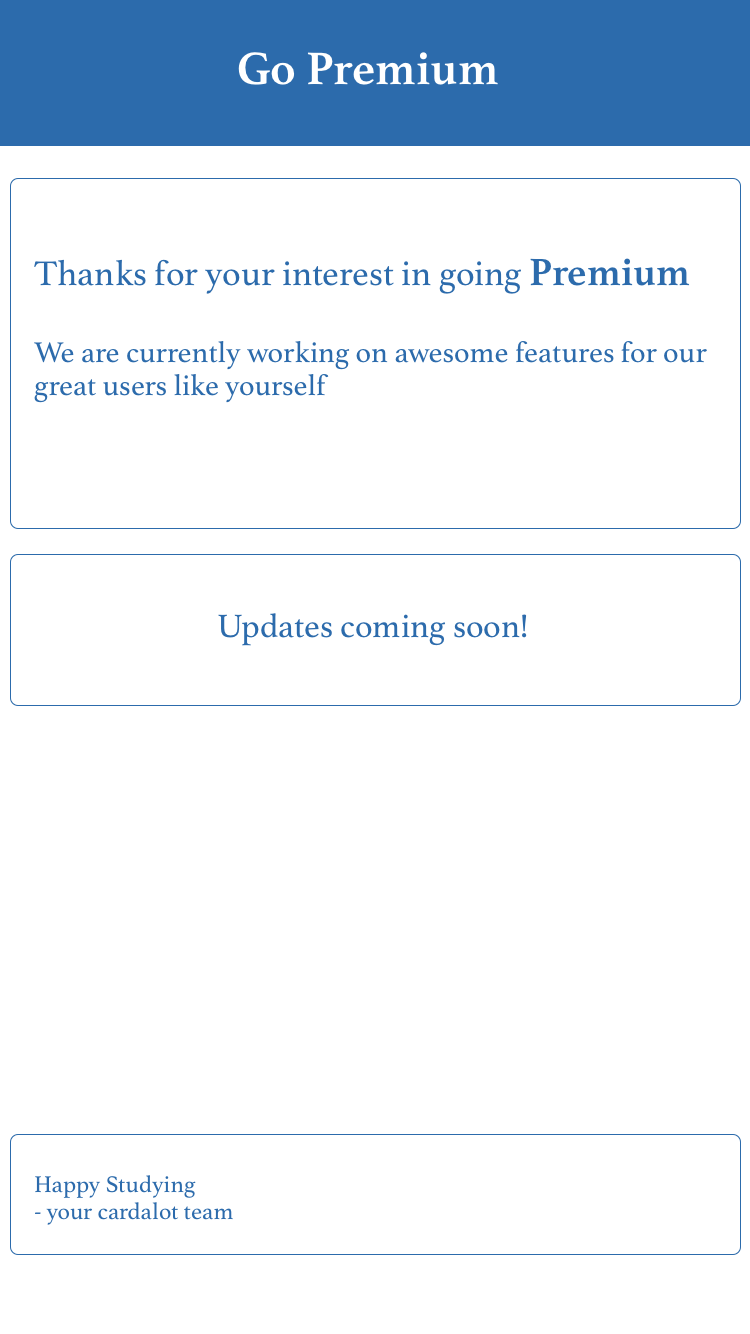 Go Premium
Thanks for your interest in going Premium
We are currently working on awesome features for our
great users like yourself
Updates coming soon!
Happy Studying
- your cardalot team